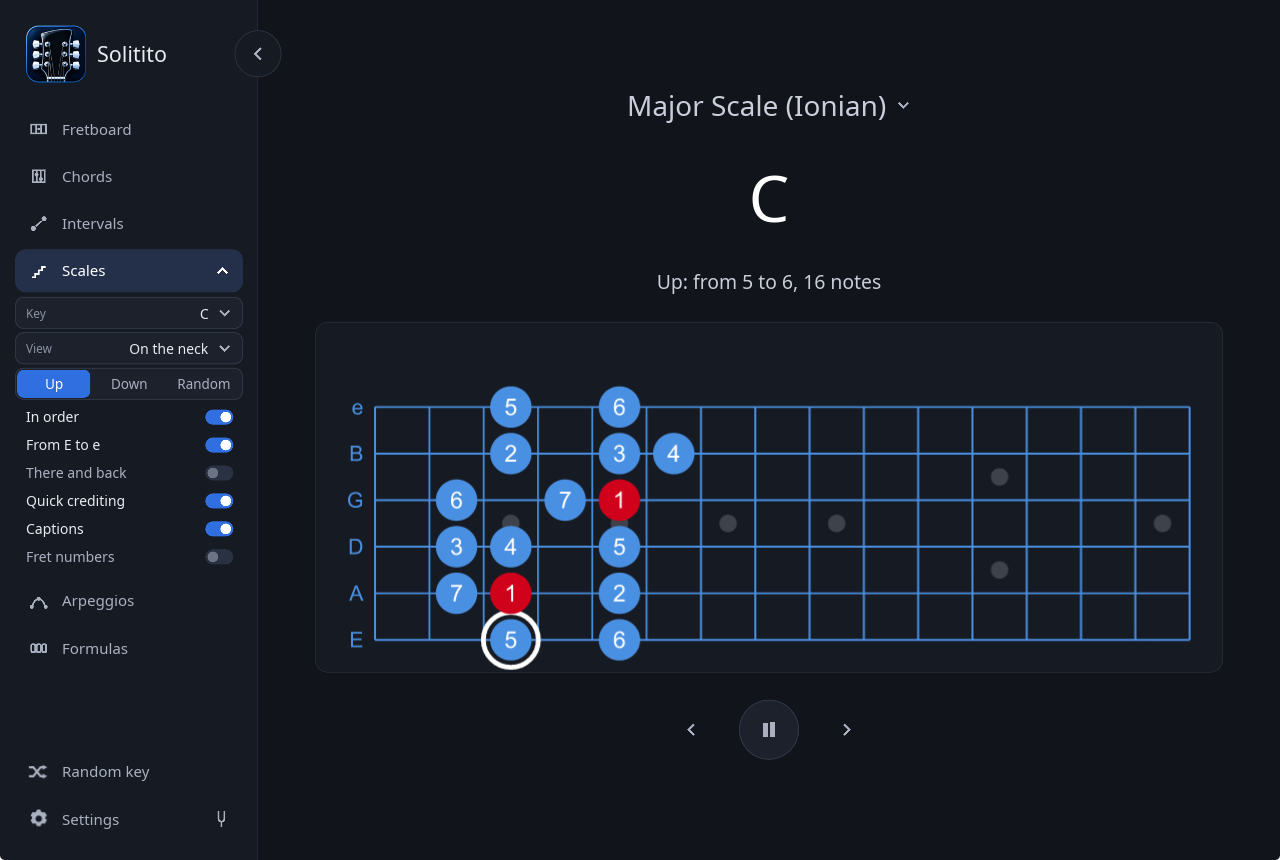 Solitito
Fretboard
Chords
Intervals
Scales
Key C
View On the neck
Up Down Random
In order
From E to e
There and back
Quick crediting
Captions
Fret numbers
Arpeggios
Formulas
Random key
Settings
Major Scale (Ionian)
C
Up: from 5 to 6, 16 notes
e 5 6
B 2 3 4
G 6 7 1
D 3 4 5
A 7 1 2
E 5 6